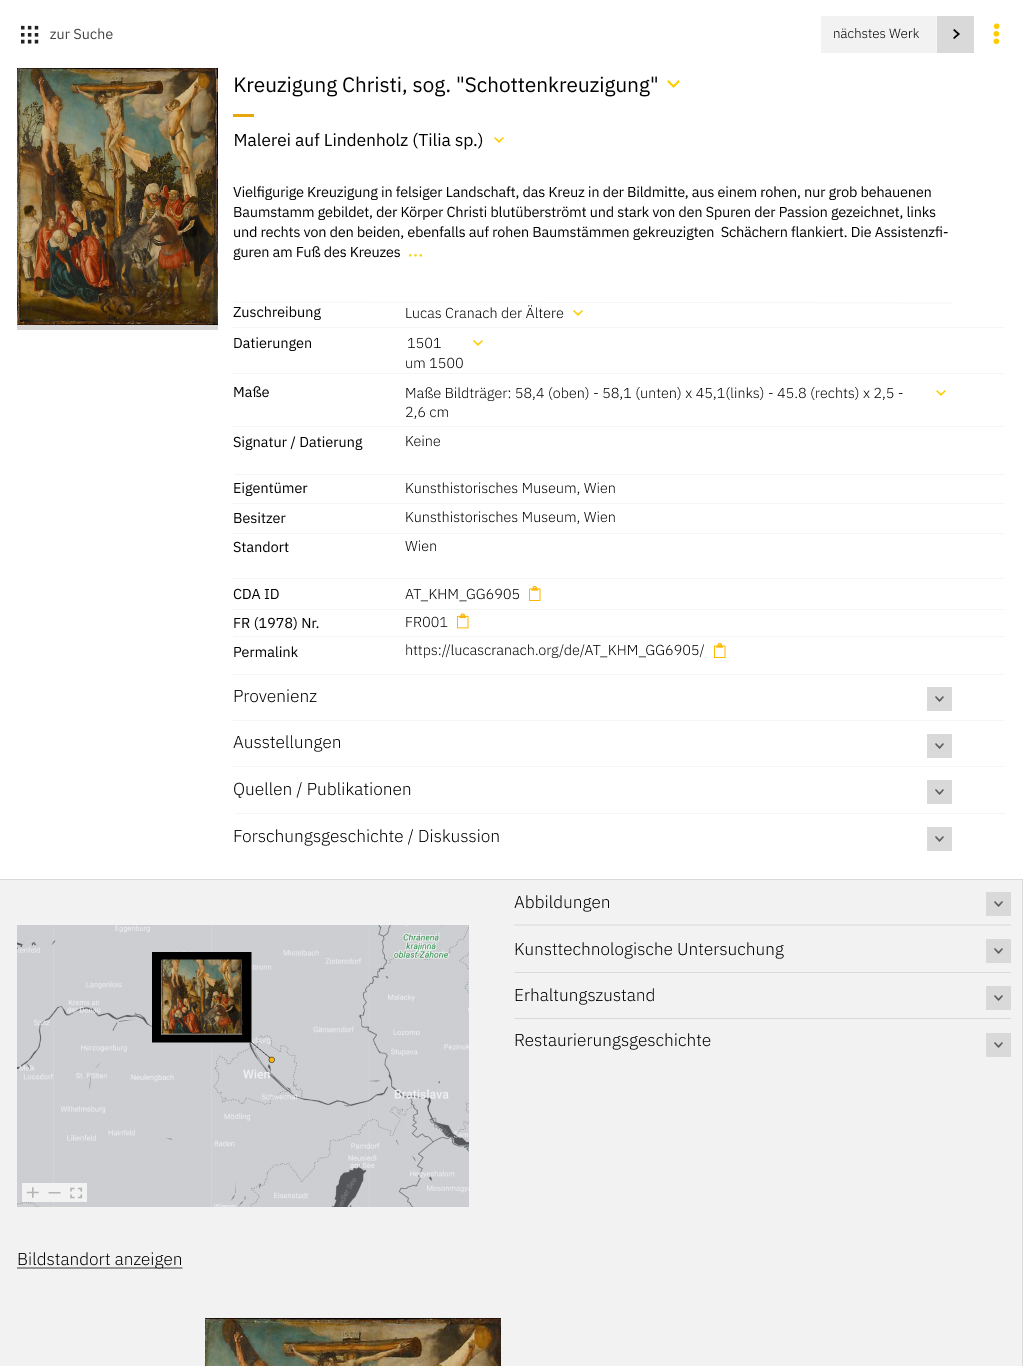 zur Suche
nächstes Werk
Kreuzigung Christi, sog. "Schottenkreuzigung"
Malerei auf Lindenholz (Tilia sp.)
Vielfigurige Kreuzigung in felsiger Landschaft, das Kreuz in der Bildmitte, aus einem rohen, nur grob behauenen
Baumstamm gebildet, der Körper Christi blutüberströmt und stark von den Spuren der Passion gezeichnet, links
und rechts von den beiden, ebenfalls auf rohen Baumstämmen gekreuzigten Schächern flankiert. Die Assistenzfi-
guren am Fuß des Kreuzes ...
Zuschreibung Lucas Cranach der Ältere
Datierungen 1501
um 1500
Maße Maße Bildträger: 58,4 (oben) - 58,1 (unten) x 45,1(links) - 45.8 (rechts) x 2,5 -
2,6 cm
Signatur / Datierung Keine
Eigentümer Kunsthistorisches Museum, Wien
Besitzer Kunsthistorisches Museum, Wien
Standort Wien
CDA ID AT_KHM_GG6905
FR (1978) Nr. FR001
Permalink https://lucascranach.org/de/AT_KHM_GG6905/
Provenienz
Ausstellungen
Quellen / Publikationen
Forschungsgeschichte / Diskussion
Abbildungen
Kunsttechnologische Untersuchung
Erhaltungszustand
Restaurierungsgeschichte
Eggenburg
Chránená
krajinná
oblasť Záhorie
Mistelbach
Zistersdorf
Langenlois
Krems an
Malacky
Gänserndorf
Lozorno
Stupava
Pezinok
Herzogenburg
St. Pölten
Neulengbach
Wien
Schwechat
Bratislava
Wilhelmsburg
Mödling
Lilienfeld
Hainfeld
Baden
Parndorf
Neusiedl
am See
Hegyeshalom
Eisenstadt
Bildstandort anzeigen